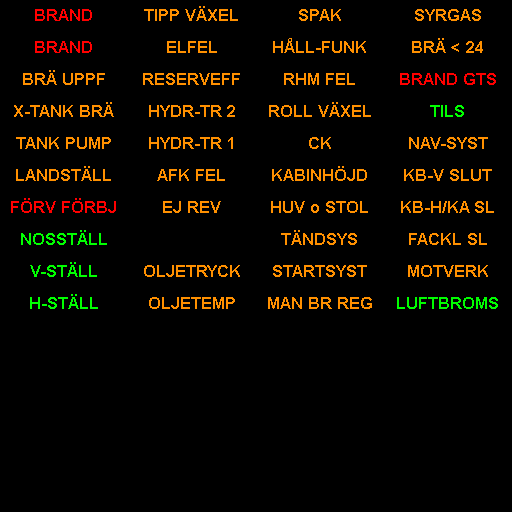 BRAND TIPP VÄXEL SPAK SYRGAS
BRAND ELFEL HÅLL-FUNK BRÄ < 24
BRÄ UPPF RESERVEFF RHM FEL BRAND GTS
X-TANK BRÄ HYDR-TR 2 ROLL VÄXEL TILS
TANK PUMP HYDR-TR 1 CK NAV-SYST
LANDSTÄLL AFK FEL KABINHÖJD KB-V SLUT
FÖRV FÖRBJ EJ REV HUV o STOL KB-H/KA SL
NOSSTÄLL TÄNDSYS FACKL SL
V-STÄLL OLJETRYCK STARTSYST MOTVERK
H-STÄLL OLJETEMP MAN BR REG LUFTBROMS